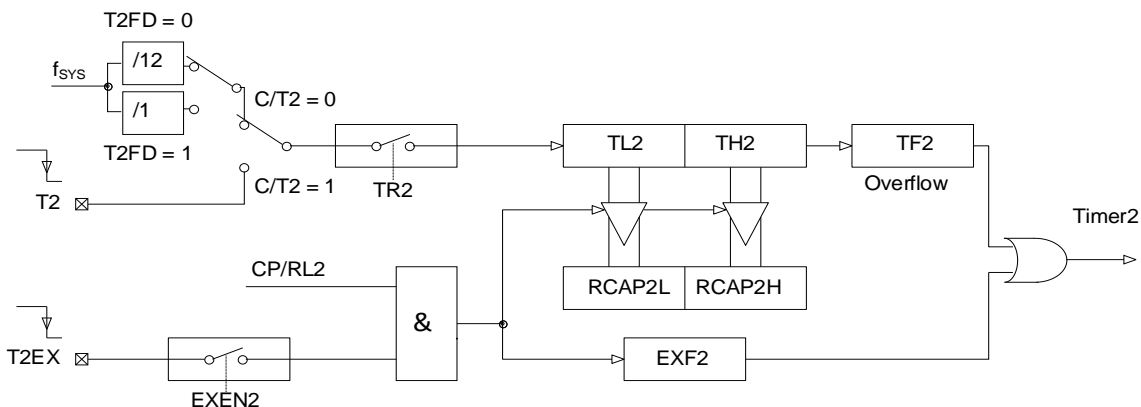 T2FD = 0
/12
fSYS
/1
C/T2 = 0
T2FD = 1
TL2
TH2
TF2
T2
C/T2 = 1
TR2
Overflow
Timer2
CP/RL2
RCAP2L
RCAP2H
&
T2EX
EXF2
EXEN2